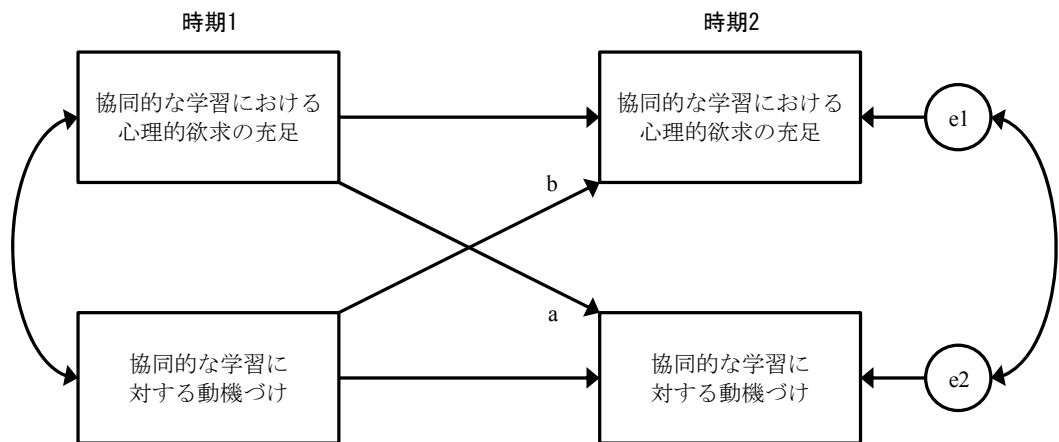 時期1
時期2
協同的な学習における
心理的欲求の充足
協同的な学習における
心理的欲求の充足
e1
b
a
協同的な学習に
対する動機づけ
協同的な学習に
対する動機づけ
e2